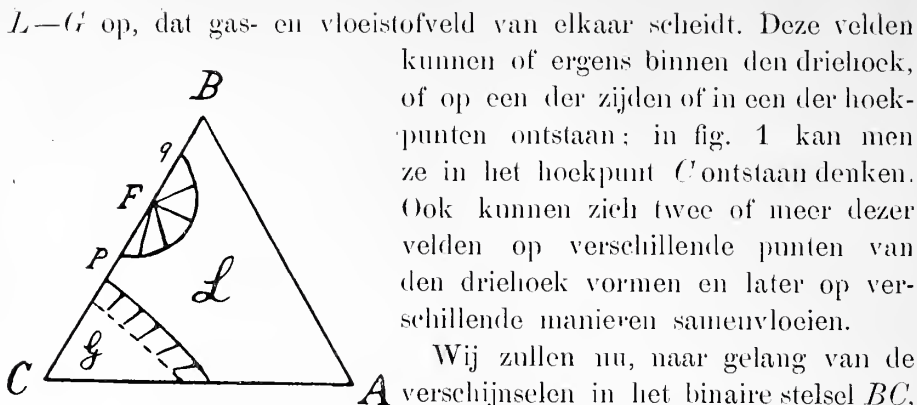 L—G op, dat gas- en vloeistofveld van elkaar scheidt. Deze velden
kunnen of ergens binnen den driehoek,
of op een der zijden of in een der hoek-
punten ontstaan; in fig. 1 kan men
ze in het hoekpunt C ontstaan denken.
Ook kunnen zich twee of meer dezer
velden op verschillende punten van
den driehoek vormen en later op ver-
schillende manieren samenvloeien.
Wij zullen nu, naar gelang van de
verschijnselen in het binaire stelsel BC,
B
q
F
P
L
G
C
A